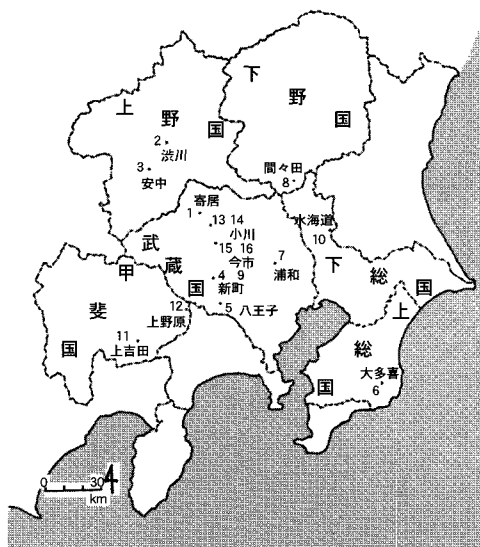 上野国
下野国
2
渋川
3
安中
間々田
8
寄居
1
13 14
小川
水海道
10
15 16
今市
7
浦和
4 9
新町
5 八王子
武蔵国
下総国
甲斐国
12
上野原
11
上吉田
上総国
大多喜
6
0 30
km
4